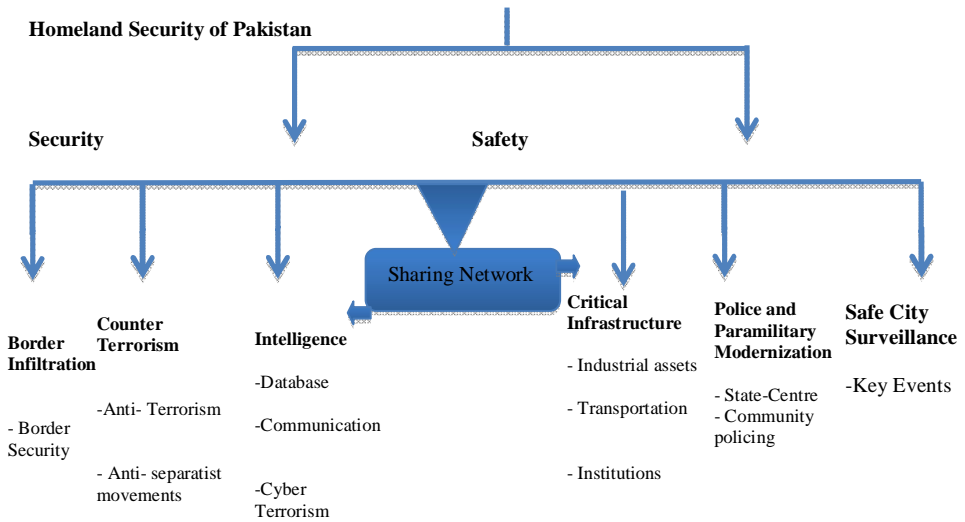 Homeland Security of Pakistan
Security
Safety
Sharing Network
Border
Infiltration
- Border
Security
Counter
Terrorism
-Anti- Terrorism
- Anti- separatist
movements
Intelligence
-Database
-Communication
-Cyber
Terrorism
Critical
Infrastructure
- Industrial assets
- Transportation
- Institutions
Police and
Paramilitary
Modernization
- State-Centre
- Community
policing
Safe City
Surveillance
-Key Events